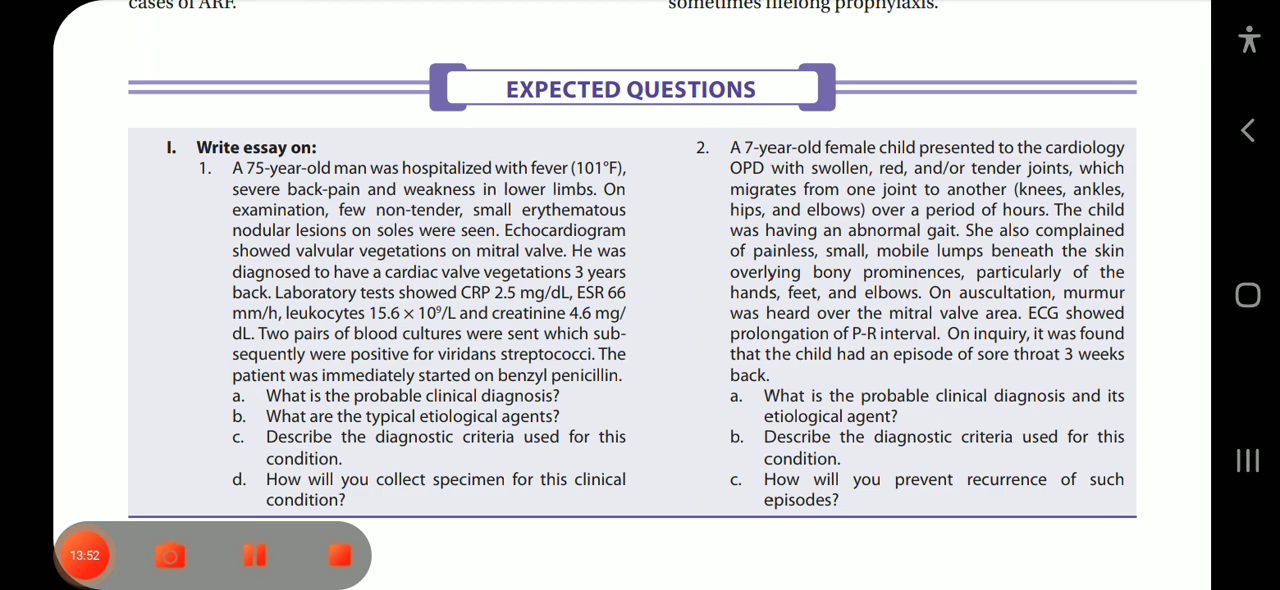 cases of ARF.
sometimes lifelong prophylaxis.
EXPECTED QUESTIONS
I. Write essay on:
1. A 75-year-old man was hospitalized with fever (101°F),
severe back-pain and weakness in lower limbs. On
examination, few non-tender, small erythematous
nodular lesions on soles were seen. Echocardiogram
showed valvular vegetations on mitral valve. He was
diagnosed to have a cardiac valve vegetations 3 years
back. Laboratory tests showed CRP 2.5 mg/dL, ESR 66
mm/h, leukocytes 15.6 × 10⁹/L and creatinine 4.6 mg/
dL. Two pairs of blood cultures were sent which sub-
sequently were positive for viridans streptococci. The
patient was immediately started on benzyl penicillin.
a. What is the probable clinical diagnosis?
b. What are the typical etiological agents?
c. Describe the diagnostic criteria used for this
condition.
d. How will you collect specimen for this clinical
condition?
2. A 7-year-old female child presented to the cardiology
OPD with swollen, red, and/or tender joints, which
migrates from one joint to another (knees, ankles,
hips, and elbows) over a period of hours. The child
was having an abnormal gait. She also complained
of painless, small, mobile lumps beneath the skin
overlying bony prominences, particularly of the
hands, feet, and elbows. On auscultation, murmur
was heard over the mitral valve area. ECG showed
prolongation of P-R interval. On inquiry, it was found
that the child had an episode of sore throat 3 weeks
back.
a. What is the probable clinical diagnosis and its
etiological agent?
b. Describe the diagnostic criteria used for this
condition.
c. How will you prevent recurrence of such
episodes?
13:52